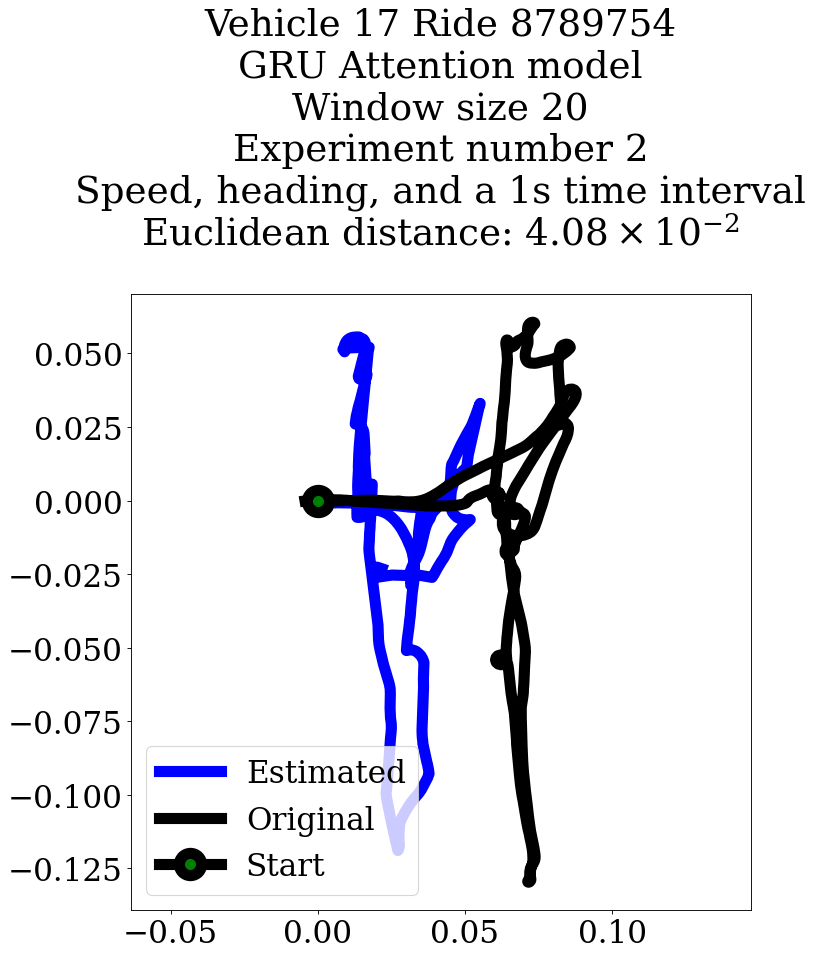 Vehicle 17 Ride 8789754
GRU Attention model
Window size 20
Experiment number 2
Speed, heading, and a 1s time interval
Euclidean distance: 4.08 × 10⁻²
0.050
0.025
0.000
−0.025
−0.050
−0.075
−0.100
−0.125
Estimated
Original
Start
−0.05 0.00 0.05 0.10